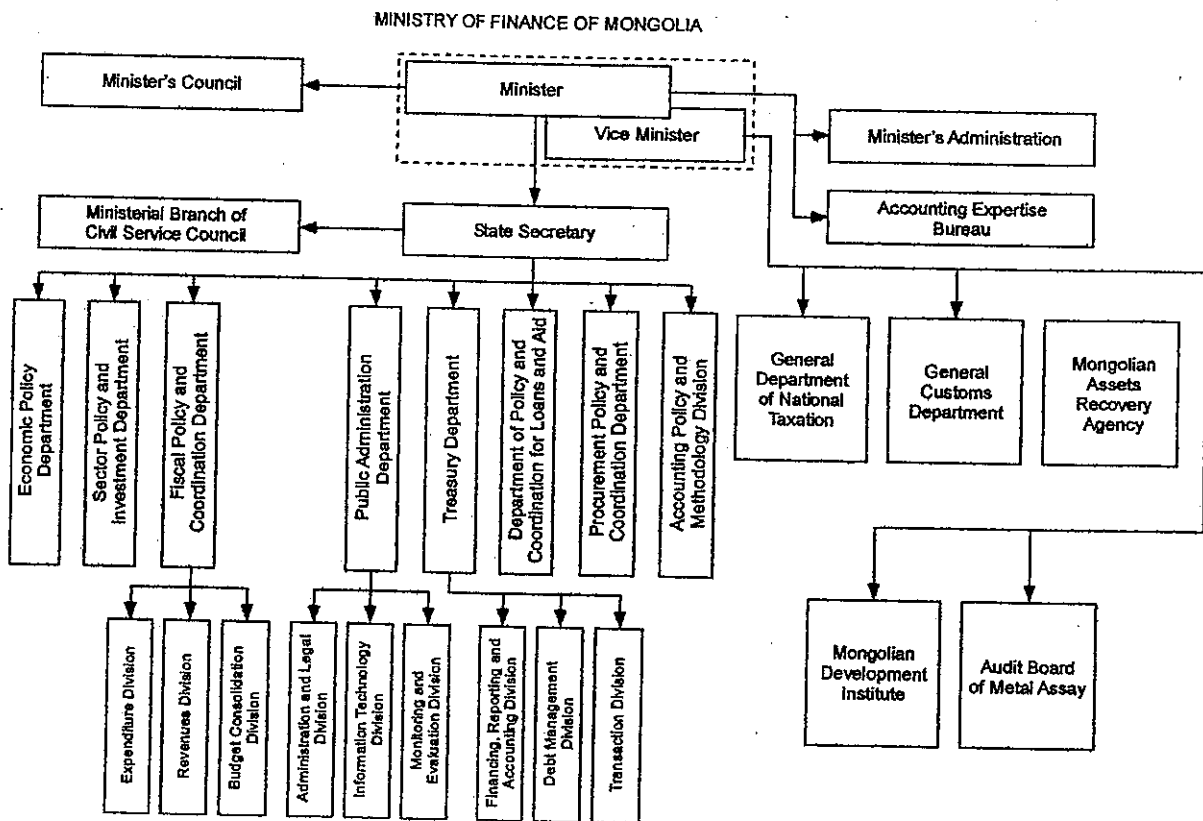 MINISTRY OF FINANCE OF MONGOLIA
Minister's Council
Minister
Vice Minister
Minister's Administration
Ministerial Branch of
Civil Service Council
State Secretary
Accounting Expertise
Bureau
Economic Policy
Department
Sector Policy and
Investment Department
Fiscal Policy and
Coordination Department
Public Administration
Department
Treasury Department
Department of Policy and
Coordination for Loans and Aid
Procurement Policy and
Coordination Department
Accounting Policy and
Methodology Division
General
Department
of National
Taxation
General
Customs
Department
Mongolian
Assets
Recovery
Agency
Expenditure Division
Revenues Division
Budget Consolidation
Division
Administration and Legal
Division
Information Technology
Division
Monitoring and
Evaluation Division
Financing, Reporting and
Accounting Division
Debt Management
Division
Transaction Division
Mongolian
Development
Institute
Audit Board
of Metal Assay